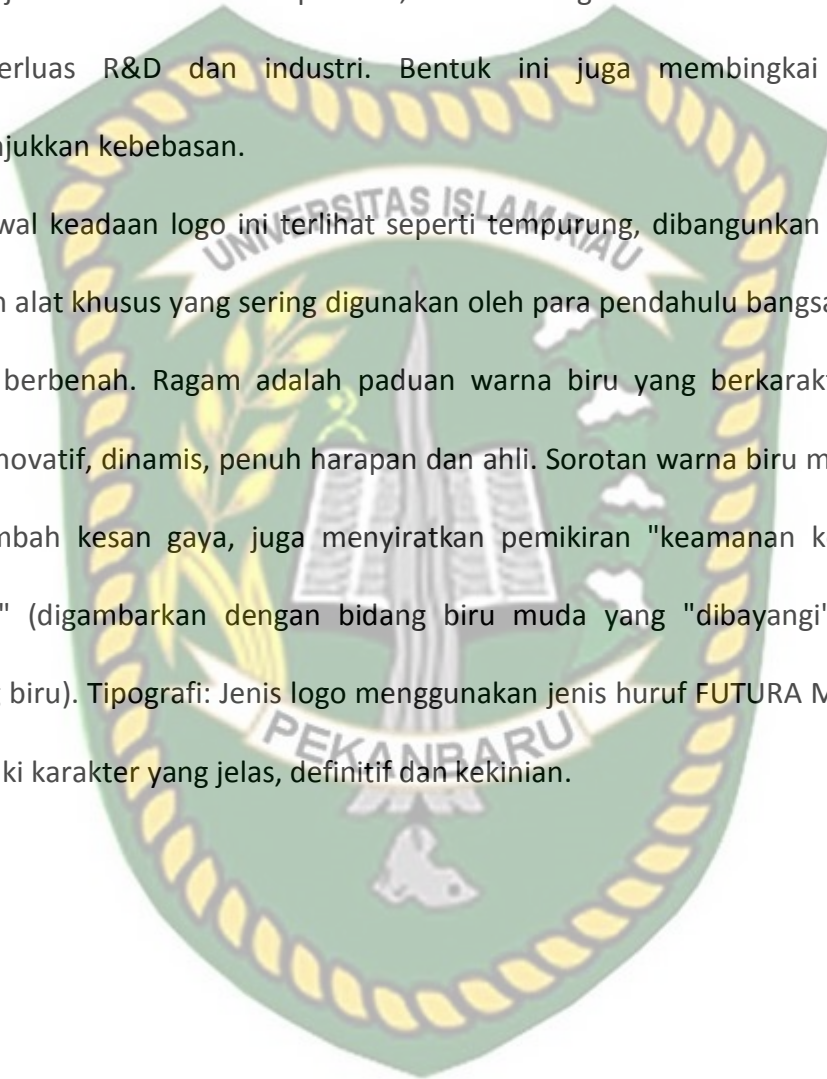 erluas R&D dan industri. Bentuk ini juga membingkai
njukkan kebebasan.
UNIVERSITAS ISLAM RIAU
wal keadaan logo ini terlihat seperti tempurung, dibangunkan
n alat khusus yang sering digunakan oleh para pendahulu bangsa
berbenah. Ragam adalah paduan warna biru yang berkarakt
novatif, dinamis, penuh harapan dan ahli. Sorotan warna biru m
mbah kesan gaya, juga menyiratkan pemikiran "keamanan k
" (digambarkan dengan bidang biru muda yang "dibayangi"
biru). Tipografi: Jenis logo menggunakan jenis huruf FUTURA M
PEKANBARU
ki karakter yang jelas, definitif dan kekinian.